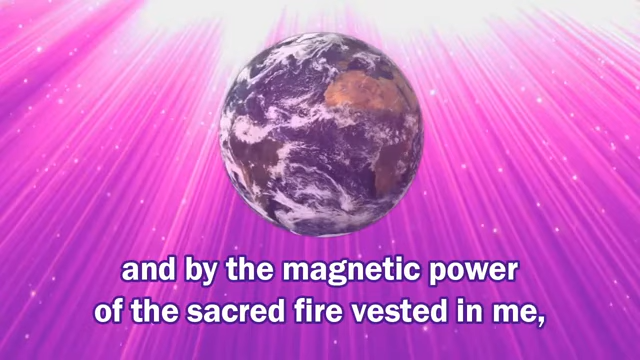 and by the magnetic power
of the sacred fire vested in me,